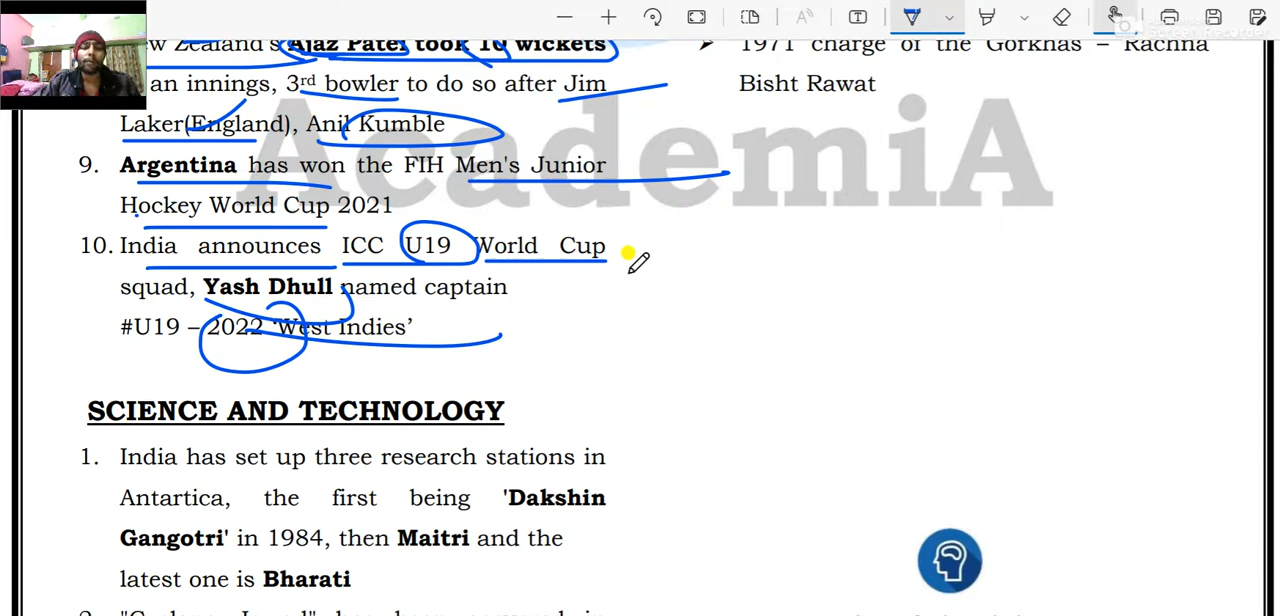 ew Zealand's Ajaz Patel took 10 wickets
an innings, 3rd bowler to do so after Jim
Laker(England), Anil Kumble
9. Argentina has won the FIH Men's Junior
Hockey World Cup 2021
10. India announces ICC U19 World Cup
squad, Yash Dhull named captain
#U19 – 2022 'West Indies'
SCIENCE AND TECHNOLOGY
1. India has set up three research stations in
Antartica, the first being 'Dakshin
Gangotri' in 1984, then Maitri and the
latest one is Bharati
1971 charge of the Gorkhas – Rachna
Bisht Rawat
AcademiA
Screen Recorder